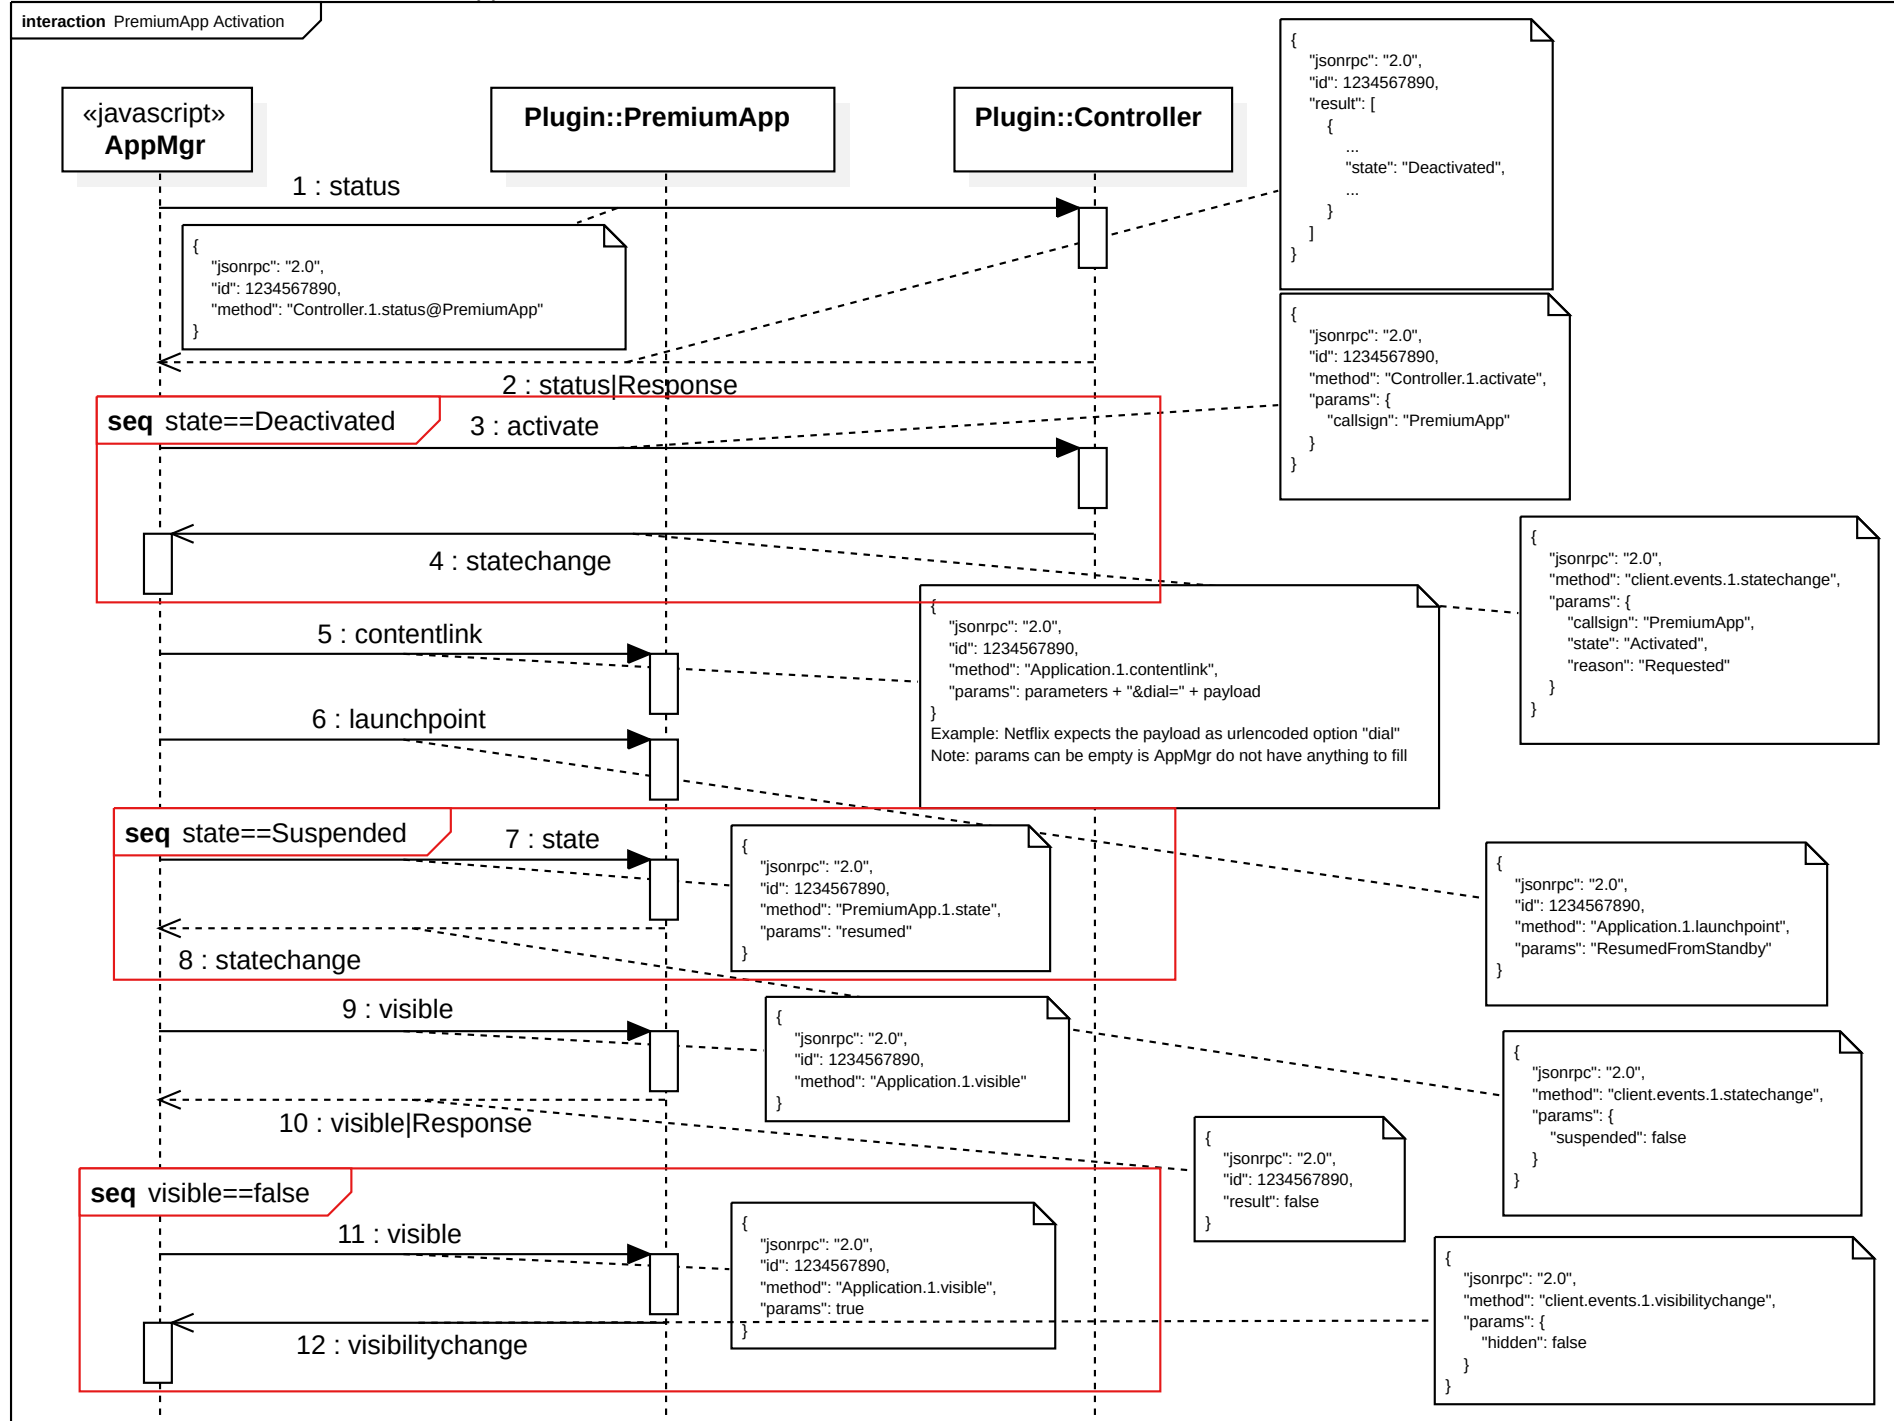 interaction PremiumApp Activation
«javascript»
AppMgr
Plugin::PremiumApp
Plugin::Controller
{
"jsonrpc": "2.0",
"id": 1234567890,
"result": [
{
...
"state": "Deactivated",
...
}
]
}
1 : status
{
"jsonrpc": "2.0",
"id": 1234567890,
"method": "Controller.1.status@PremiumApp"
}
2 : status|Response
{
"jsonrpc": "2.0",
"id": 1234567890,
"method": "Controller.1.activate",
"params": {
"callsign": "PremiumApp"
}
}
seq state==Deactivated
3 : activate
4 : statechange
{
"jsonrpc": "2.0",
"method": "client.events.1.statechange",
"params": {
"callsign": "PremiumApp",
"state": "Activated",
"reason": "Requested"
}
}
5 : contentlink
{
"jsonrpc": "2.0",
"id": 1234567890,
"method": "Application.1.contentlink",
"params": parameters + "&dial=" + payload
}
Example: Netflix expects the payload as urlencoded option "dial"
Note: params can be empty is AppMgr do not have anything to fill
6 : launchpoint
{
"jsonrpc": "2.0",
"id": 1234567890,
"method": "Application.1.launchpoint",
"params": "ResumedFromStandby"
}
seq state==Suspended
7 : state
{
"jsonrpc": "2.0",
"id": 1234567890,
"method": "PremiumApp.1.state",
"params": "resumed"
}
8 : statechange
{
"jsonrpc": "2.0",
"method": "client.events.1.statechange",
"params": {
"suspended": false
}
}
9 : visible
{
"jsonrpc": "2.0",
"id": 1234567890,
"method": "Application.1.visible"
}
10 : visible|Response
{
"jsonrpc": "2.0",
"id": 1234567890,
"result": false
}
seq visible==false
11 : visible
{
"jsonrpc": "2.0",
"id": 1234567890,
"method": "Application.1.visible",
"params": true
}
12 : visibilitychange
{
"jsonrpc": "2.0",
"method": "client.events.1.visibilitychange",
"params": {
"hidden": false
}
}